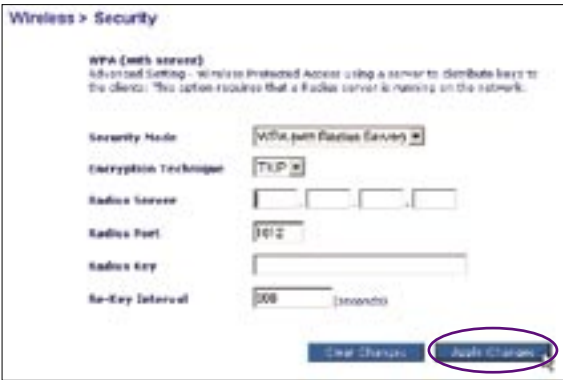 Wireless > Security
WPA (with server)
Advanced Setting - Wireless Protected Access using a server to distribute keys to
the clients: This option requires that a Radius server is running on the network.
Security Mode WPA (with Radius Server)
Encryption Technique TKIP
Radius Server . . .
Radius Port 1812
Radius Key
Re-Key Interval (seconds)
Clear Changes Apply Changes